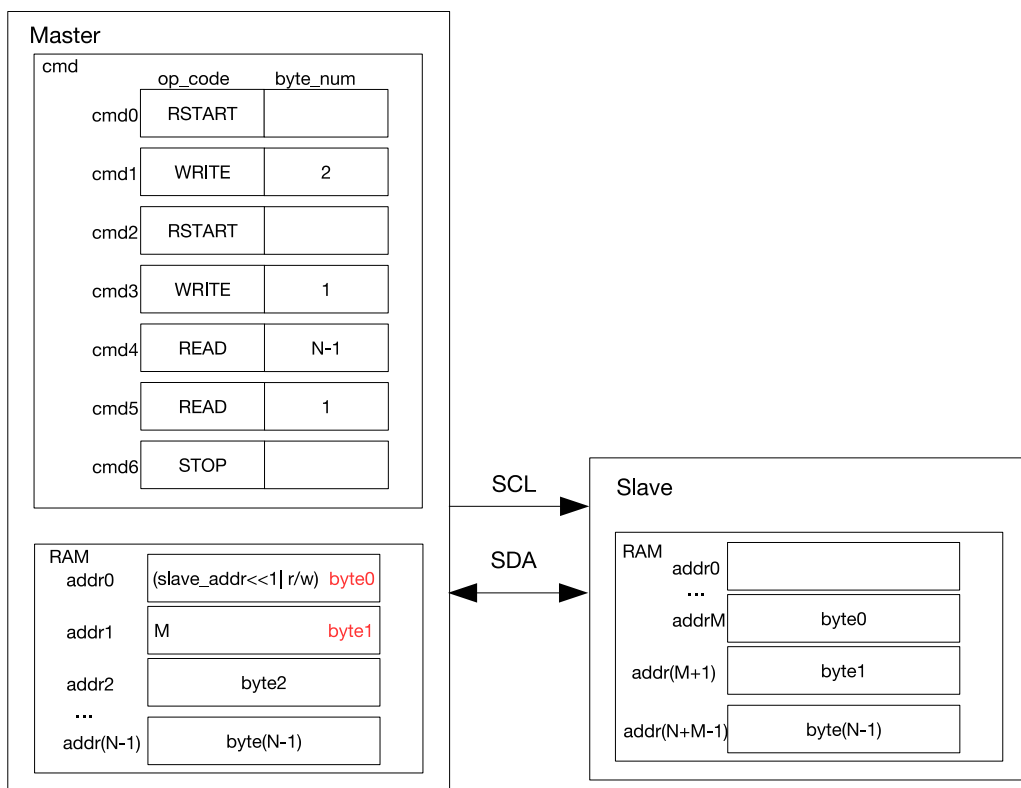 Master
cmd
op_code byte_num
cmd0 RSTART
cmd1 WRITE 2
cmd2 RSTART
cmd3 WRITE 1
cmd4 READ N-1
cmd5 READ 1
cmd6 STOP
RAM
addr0 (slave_addr<<1| r/w) byte0
addr1 M byte1
addr2 byte2
...
addr(N-1) byte(N-1)
SCL
SDA
Slave
RAM
addr0
...
addrM byte0
addr(M+1) byte1
addr(N+M-1) byte(N-1)